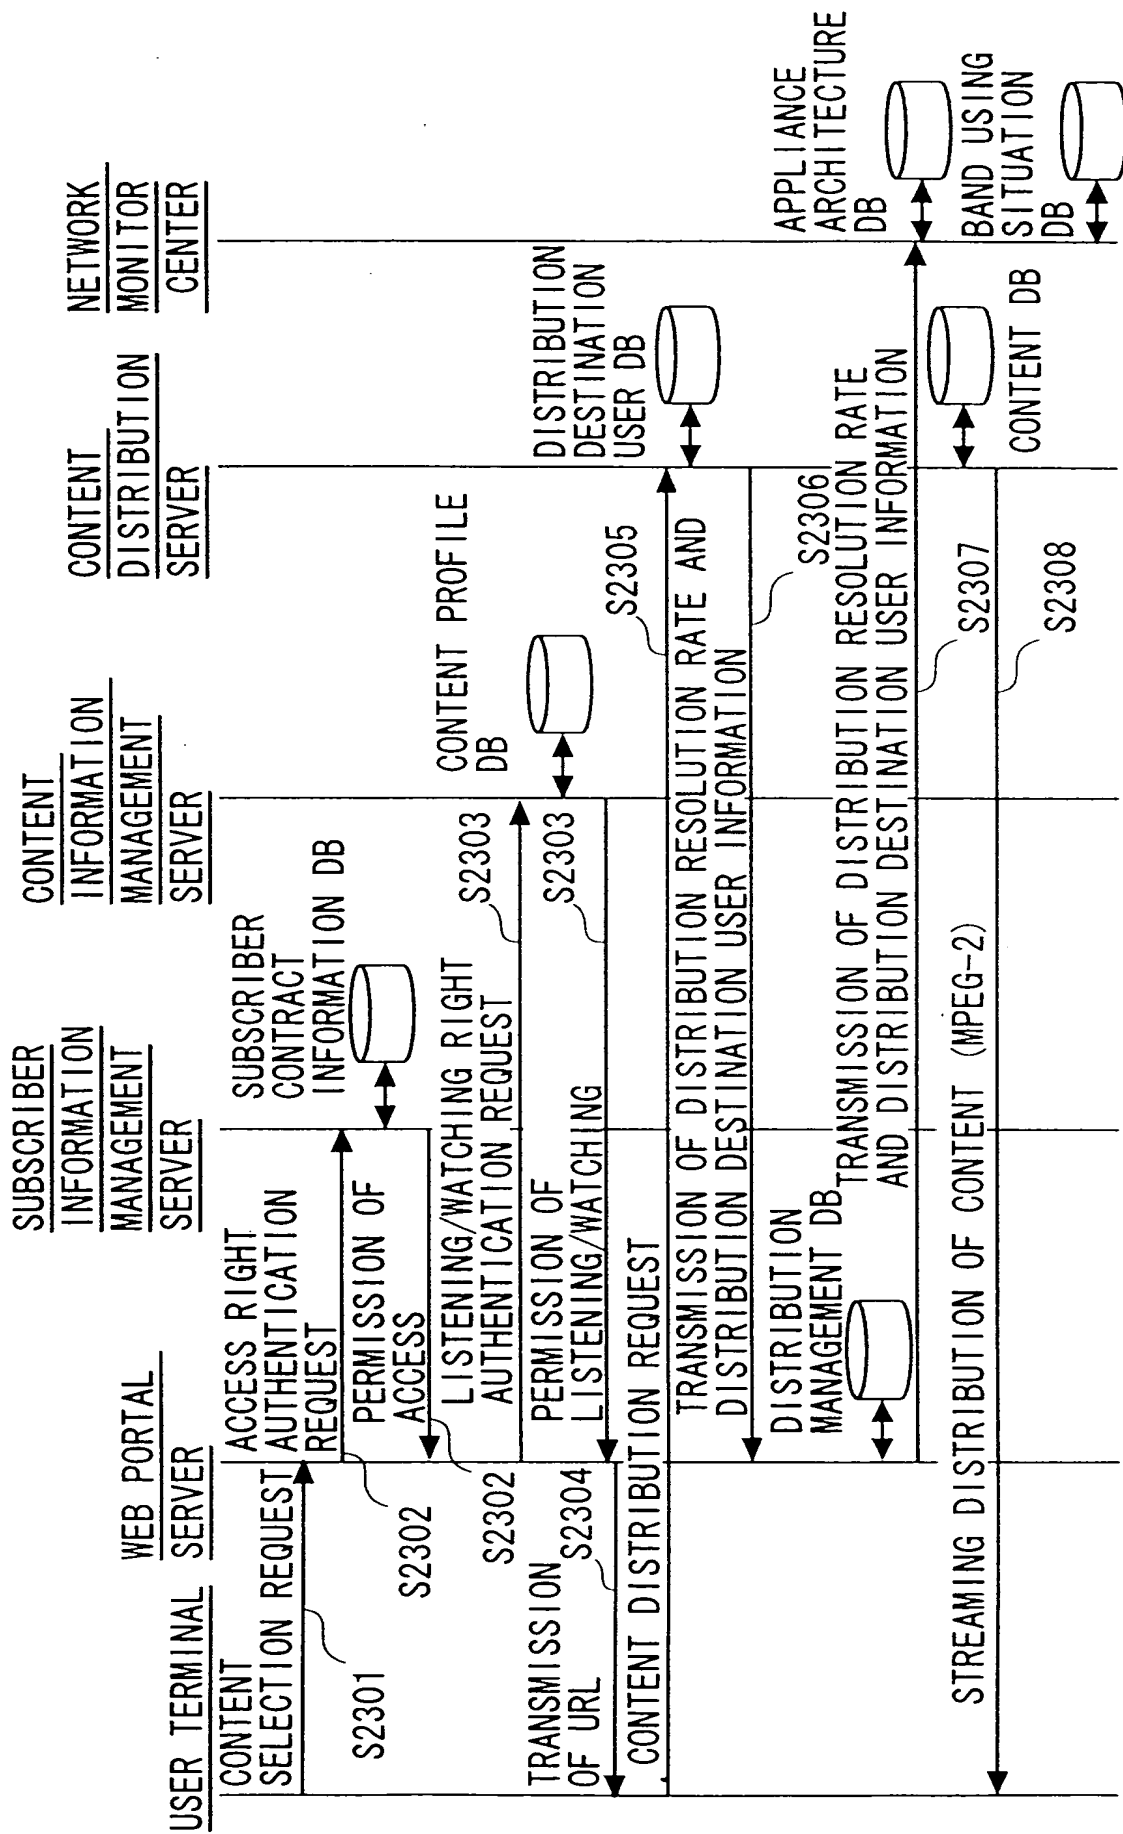 USER TERMINAL
WEB PORTAL
SERVER
SUBSCRIBER
INFORMATION
MANAGEMENT
SERVER
CONTENT
INFORMATION
MANAGEMENT
SERVER
CONTENT
DISTRIBUTION
SERVER
NETWORK
MONITOR
CENTER
CONTENT
SELECTION REQUEST
S2301
ACCESS RIGHT
AUTHENTICATION
REQUEST
S2302
SUBSCRIBER
CONTRACT
INFORMATION DB
PERMISSION OF
ACCESS
S2302
LISTENING/WATCHING RIGHT
AUTHENTICATION REQUEST
S2303
CONTENT PROFILE
DB
PERMISSION OF
LISTENING/WATCHING
S2303
TRANSMISSION
OF URL
S2304
CONTENT DISTRIBUTION REQUEST
S2305
DISTRIBUTION
DESTINATION
USER DB
TRANSMISSION OF DISTRIBUTION RESOLUTION RATE AND
DISTRIBUTION DESTINATION USER INFORMATION
S2306
DISTRIBUTION
MANAGEMENT DB
TRANSMISSION OF DISTRIBUTION RESOLUTION RATE
AND DISTRIBUTION DESTINATION USER INFORMATION
S2307
APPLIANCE
ARCHITECTURE
DB
BAND USING
SITUATION
DB
CONTENT DB
STREAMING DISTRIBUTION OF CONTENT (MPEG-2)
S2308